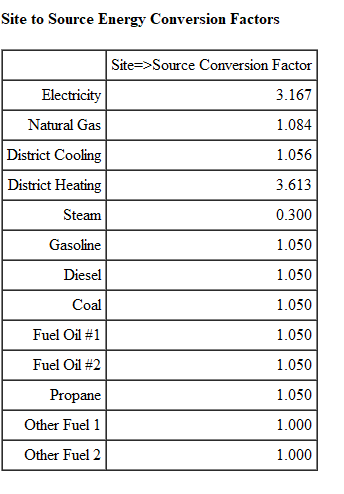 Site to Source Energy Conversion Factors
Site=>Source Conversion Factor
Electricity 3.167
Natural Gas 1.084
District Cooling 1.056
District Heating 3.613
Steam 0.300
Gasoline 1.050
Diesel 1.050
Coal 1.050
Fuel Oil #1 1.050
Fuel Oil #2 1.050
Propane 1.050
Other Fuel 1 1.000
Other Fuel 2 1.000